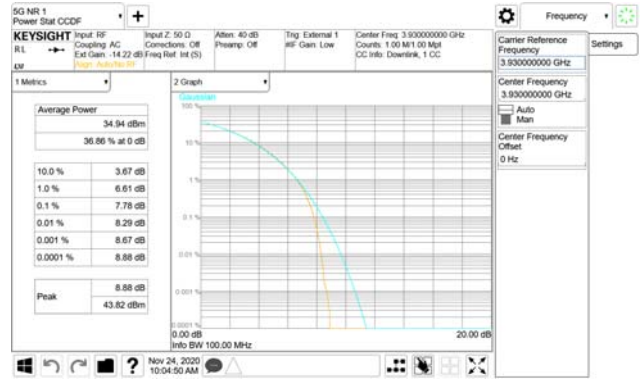 5G NR 1
Power Stat CCDF
Frequency
KEYSIGHT
RL
Input: RF
Coupling: AC
Ext Gain: -14.22 dB
Align: Auto/No RF
Input Z: 50 Ω
Corrections: Off
Freq Ref: Int (S)
Atten: 40 dB
Preamp: Off
Trig: External 1
#IF Gain: Low
Center Freq: 3.930000000 GHz
Counts: 1.00 M/1.00 Mpt
CC Info: Downlink, 1 CC
Carrier Reference
Frequency
3.930000000 GHz
Settings
Center Frequency
3.930000000 GHz
Auto
Man
Center Frequency
Offset
0 Hz
1 Metrics
Average Power
34.94 dBm
36.86 % at 0 dB
10.0 % 3.67 dB
1.0 % 6.61 dB
0.1 % 7.78 dB
0.01 % 8.29 dB
0.001 % 8.67 dB
0.0001 % 8.88 dB
Peak
8.88 dB
43.82 dBm
2 Graph
Gaussian
100 %
10 %
1 %
0.1 %
0.01 %
0.001 %
0.0001 %
0.00 dB
20.00 dB
Info BW 100.00 MHz
Nov 24, 2020
10:04:50 AM